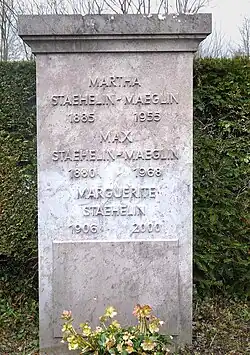 MARTHA
STAEHELIN-MAEGLIN
1885 1955
MAX
STAEHELIN-MAEGLIN
1880 1968
MARGUERITE
STAEHELIN
1906 2000